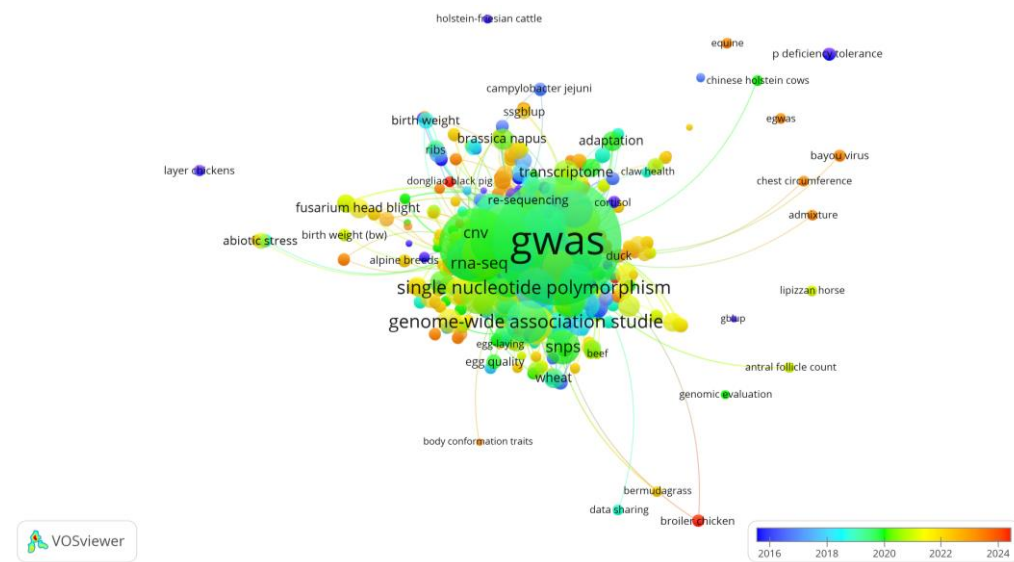 holstein-friesian cattle
equine
p deficiency tolerance
chinese holstein cows
campylobacter jejuni
ssgblup
egwas
birth weight
brassica napus
adaptation
ribs
bayou virus
layer chickens
transcriptome
claw health
dongliao black pig
chest circumference
re-sequencing
corusol
fusarium head blight
admixture
cnv
gwas
birth weight (bw)
abiotic stress
duck
alpine breeds
rna-seq
single nucleotide polymorphism
lipizzan horse
genome-wide association studie
gblup
egg-laying
snps
beef
egg quality
antral follicle count
wheat
genomic evaluation
body conformation traits
bermudagrass
data sharing
broiler chicken
VOSviewer
2016 2018 2020 2022 2024